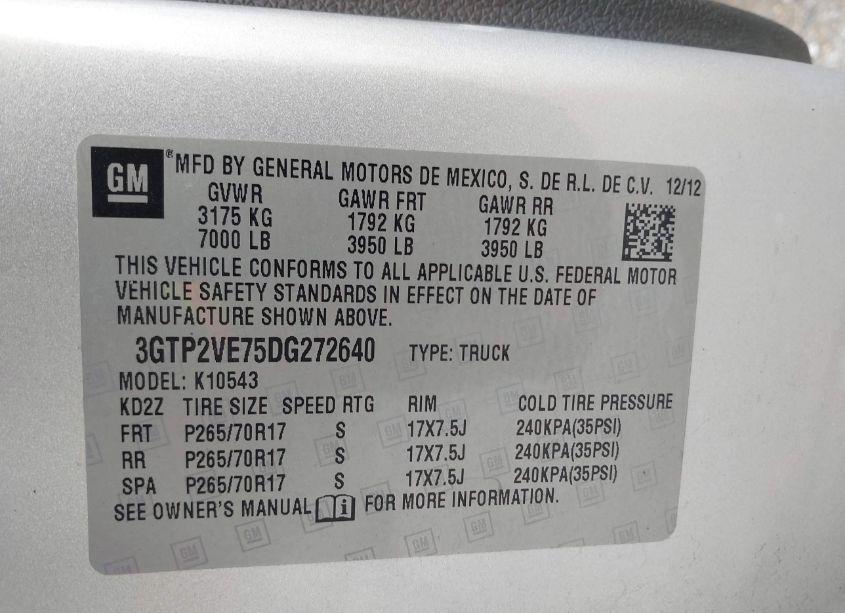 GM ® MFD BY GENERAL MOTORS DE MEXICO, S. DE R.L. DE C.V. 12/12
GVWR GAWR FRT GAWR RR
3175 KG 1792 KG 1792 KG
7000 LB 3950 LB 3950 LB
THIS VEHICLE CONFORMS TO ALL APPLICABLE U.S. FEDERAL MOTOR
VEHICLE SAFETY STANDARDS IN EFFECT ON THE DATE OF
MANUFACTURE SHOWN ABOVE.
3GTP2VE75DG272640 TYPE: TRUCK
MODEL: K10543
KD2Z TIRE SIZE SPEED RTG RIM COLD TIRE PRESSURE
FRT P265/70R17 S 17X7.5J 240KPA(35PSI)
RR P265/70R17 S 17X7.5J 240KPA(35PSI)
SPA P265/70R17 S 17X7.5J 240KPA(35PSI)
SEE OWNER'S MANUAL i FOR MORE INFORMATION.